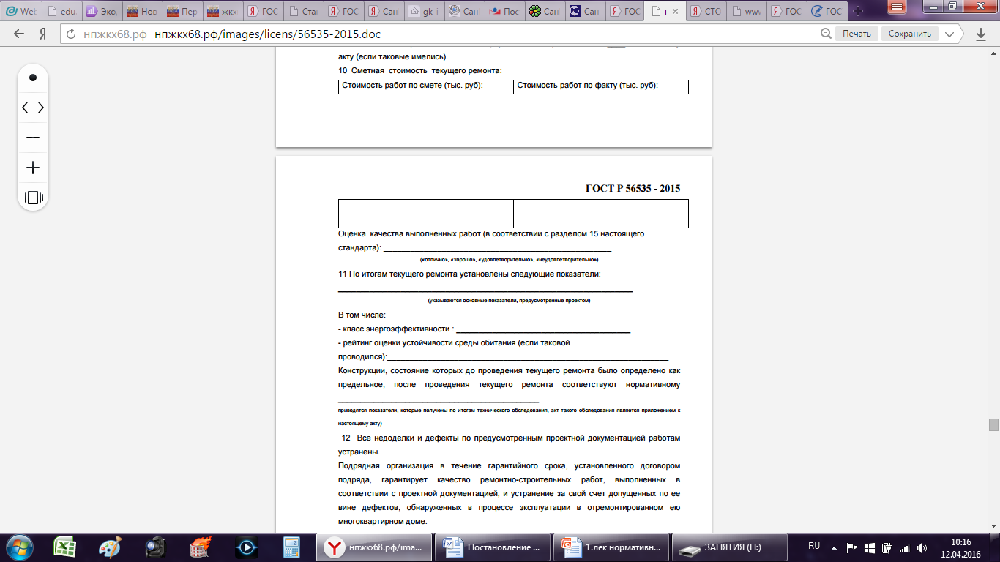 Web
edu.
Эко,
Нов
Пер
жкх
ГОС
Стан
ГОС
Сан
gk-i
Сан
Пос
Сан
Сан
ГОС
СТО
www
ГОС
ГОС
нпжкх68.рф нпжкх68.рф/images/licens/56535-2015.doc
Печать
Сохранить
акту (если таковые имелись).
10 Сметная стоимость текущего ремонта:
Стоимость работ по смете (тыс. руб): Стоимость работ по факту (тыс. руб):
ГОСТ Р 56535 - 2015
Оценка качества выполненных работ (в соответствии с разделом 15 настоящего
стандарта):
(«отлично», «хорошо», «удовлетворительно», «неудовлетворительно»)
11 По итогам текущего ремонта установлены следующие показатели:
(указываются основные показатели, предусмотренные проектом)
В том числе:
- класс энергоэффективности :
- рейтинг оценки устойчивости среды обитания (если таковой
проводился):
Конструкции, состояние которых до проведения текущего ремонта было определено как
предельное, после проведения текущего ремонта соответствуют нормативному
приводятся показатели, которые получены по итогам технического обследования, акт такого обследования является приложением к
настоящему акту)
12 Все недоделки и дефекты по предусмотренным проектной документацией работам
устранены.
Подрядная организация в течение гарантийного срока, установленного договором
подряда, гарантирует качество ремонтно-строительных работ, выполненных в
соответствии с проектной документацией, и устранение за свой счет допущенных по ее
вине дефектов, обнаруженных в процессе эксплуатации в отремонтированном ею
многоквартирном доме.
нпжкх68.рф/ima...
Постановление ...
1.лек нормативн...
ЗАНЯТИЯ (H:)
RU
10:16
12.04.2016